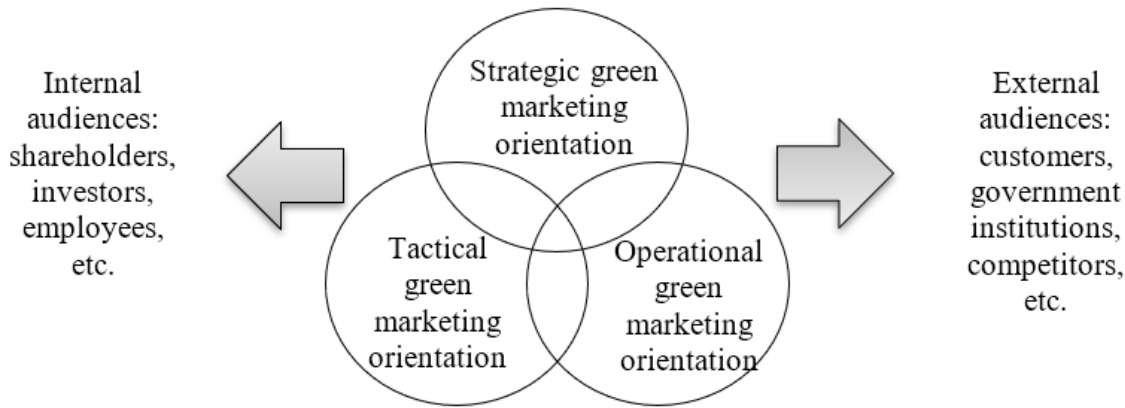 Internal
audiences:
shareholders,
investors,
employees,
etc.
Strategic green
marketing
orientation
Tactical
green
marketing
orientation
Operational
green
marketing
orientation
External
audiences:
customers,
government
institutions,
competitors,
etc.